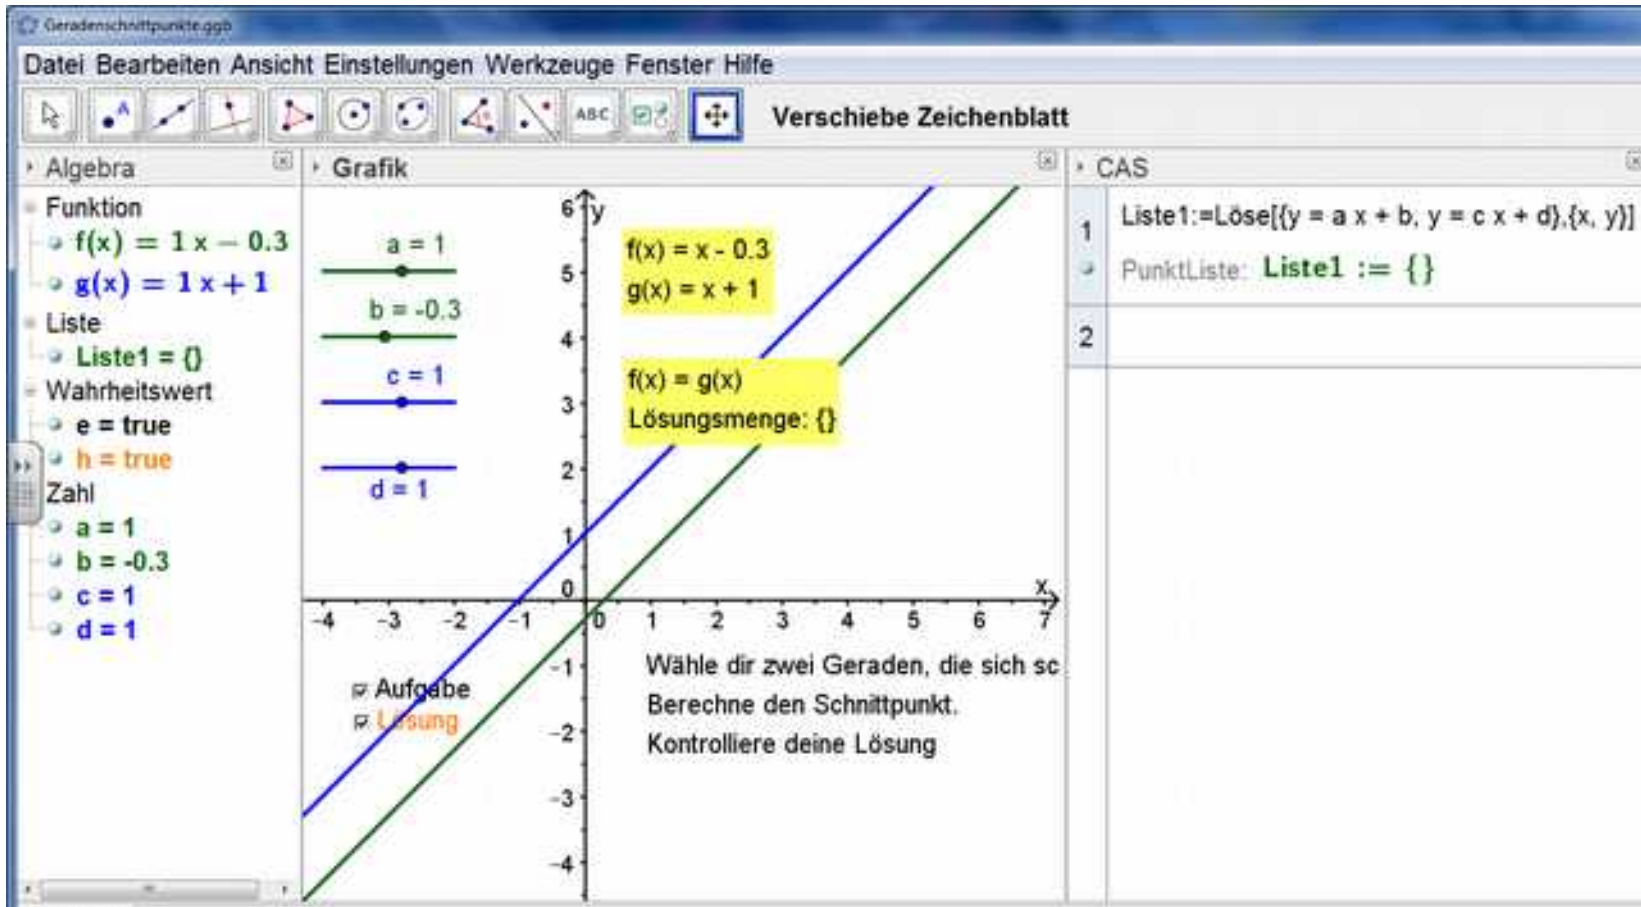 Geradenschnittpunkte.ggb
Datei Bearbeiten Ansicht Einstellungen Werkzeuge Fenster Hilfe
A
ABC
Verschiebe Zeichenblatt
Algebra
Funktion
f(x) = 1 x − 0.3
g(x) = 1 x + 1
Liste
Liste1 = {}
Wahrheitswert
e = true
h = true
Zahl
a = 1
b = -0.3
c = 1
d = 1
Grafik
a = 1
b = -0.3
c = 1
d = 1
f(x) = x - 0.3
g(x) = x + 1
f(x) = g(x)
Lösungsmenge: {}
y
6
5
4
3
2
1
0
-1
-2
-3
-4
x
-4 -3 -2 -1 0 1 2 3 4 5 6 7
Aufgabe
Lösung
Wähle dir zwei Geraden, die sich sc
Berechne den Schnittpunkt.
Kontrolliere deine Lösung
CAS
1
Liste1:=Löse[{y = a x + b, y = c x + d},{x, y}]
PunktListe: Liste1 := {}
2